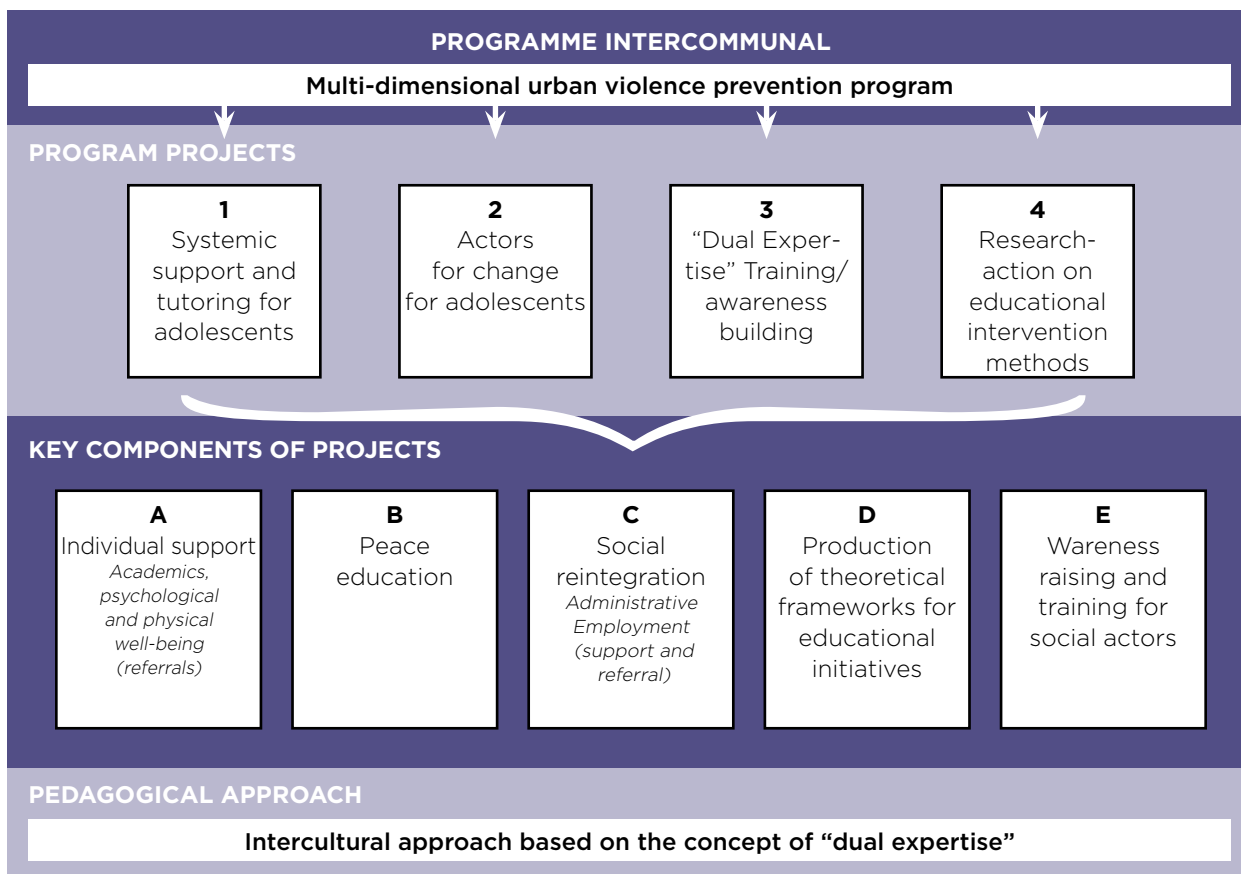 PROGRAMME INTERCOMMUNAL
Multi-dimensional urban violence prevention program
PROGRAM PROJECTS
1
Systemic
support and
tutoring for
adolescents
2
Actors
for change
for adolescents
3
“Dual Exper-
tise” Training/
awareness
building
4
Research-
action on
educational
intervention
methods
KEY COMPONENTS OF PROJECTS
A
Individual support
Academics,
psychological
and physical
well-being
(referrals)
B
Peace
education
C
Social
reintegration
Administrative
Employment
(support and
referral)
D
Production
of theoretical
frameworks for
educational
initiatives
E
Wareness
raising and
training for
social actors
PEDAGOGICAL APPROACH
Intercultural approach based on the concept of “dual expertise”